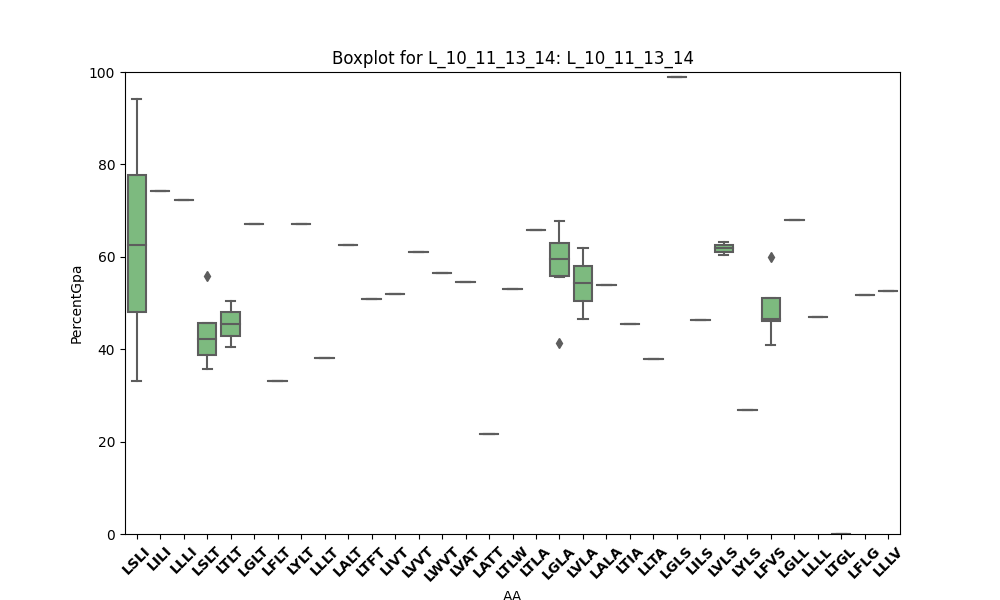 Boxplot for L_10_11_13_14: L_10_11_13_14
100
80
60
40
20
0
PercentGpa
LSLI LILI LLLI LSLT LTLT LGLT LFLT LYLT LLLT LALT LTFT LIVT LVVT LWVT LVAT LATT LTLW LTLA LGLA LVLA LALA LTIA LLTA LGLS LILS LVLS LYLS LFVS LGLL LLLL LTGL LFLG LLLV
AA